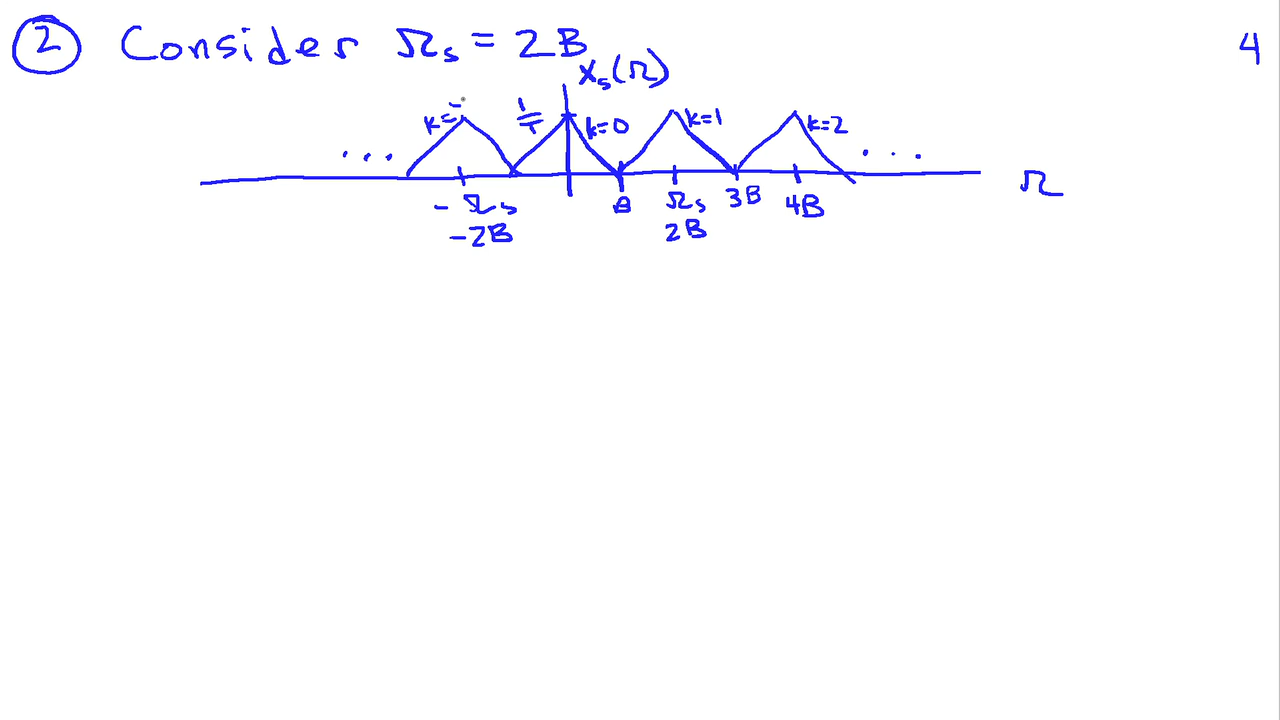 ② Consider Ωs = 2B
4
Xs(Ω)
k=- 1/T k=0 k=1 k=2
... ...
-Ωs B Ωs 3B 4B Ω
-2B 2B